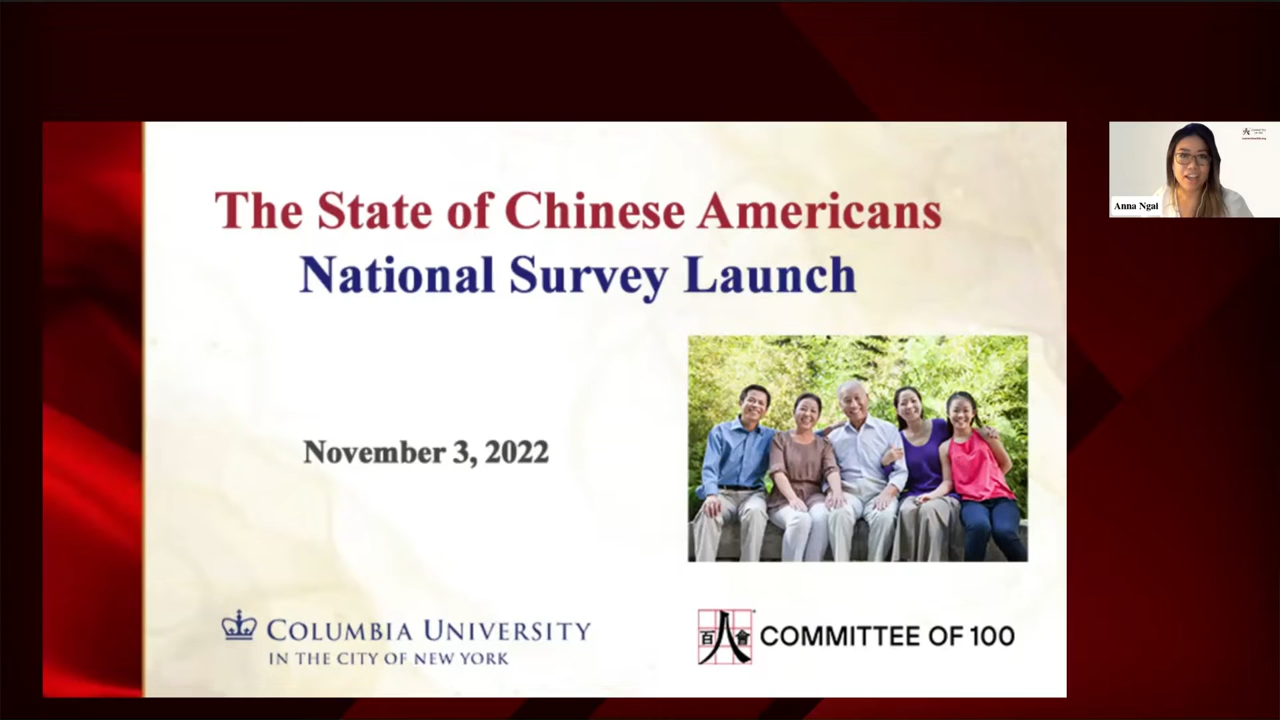 The State of Chinese Americans
National Survey Launch
November 3, 2022
COLUMBIA UNIVERSITY
IN THE CITY OF NEW YORK
百人會
COMMITTEE OF 100
Anna Ngai